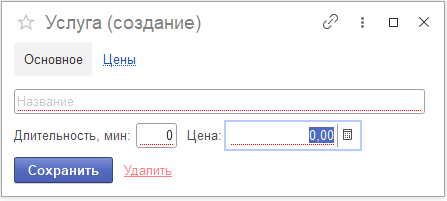 Услуга (создание)
Основное Цены
Название
Длительность, мин: 0 Цена: 0,00
Сохранить Удалить